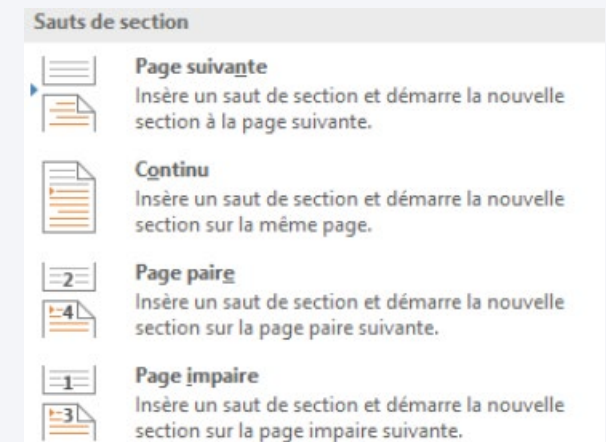 Sauts de section
Page suivante
Insère un saut de section et démarre la nouvelle
section à la page suivante.
Continu
Insère un saut de section et démarre la nouvelle
section sur la même page.
2
Page paire
4
Insère un saut de section et démarre la nouvelle
section sur la page paire suivante.
1
Page impaire
3
Insère un saut de section et démarre la nouvelle
section sur la page impaire suivante.